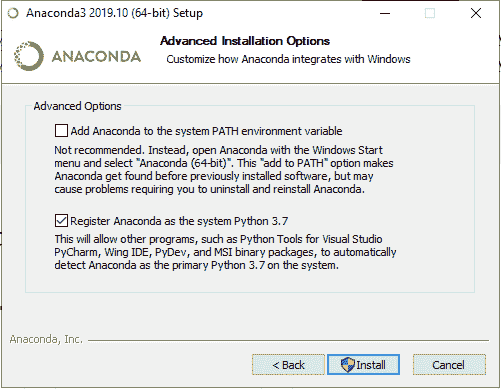 Anaconda3 2019.10 (64-bit) Setup
ANACONDA
Advanced Installation Options
Customize how Anaconda integrates with Windows
Advanced Options
Add Anaconda to the system PATH environment variable
Not recommended. Instead, open Anaconda with the Windows Start
menu and select "Anaconda (64-bit)". This "add to PATH" option makes
Anaconda get found before previously installed software, but may
cause problems requiring you to uninstall and reinstall Anaconda.
Register Anaconda as the system Python 3.7
This will allow other programs, such as Python Tools for Visual Studio
PyCharm, Wing IDE, PyDev, and MSI binary packages, to automatically
detect Anaconda as the primary Python 3.7 on the system.
Anaconda, Inc.
< Back
Install
Cancel